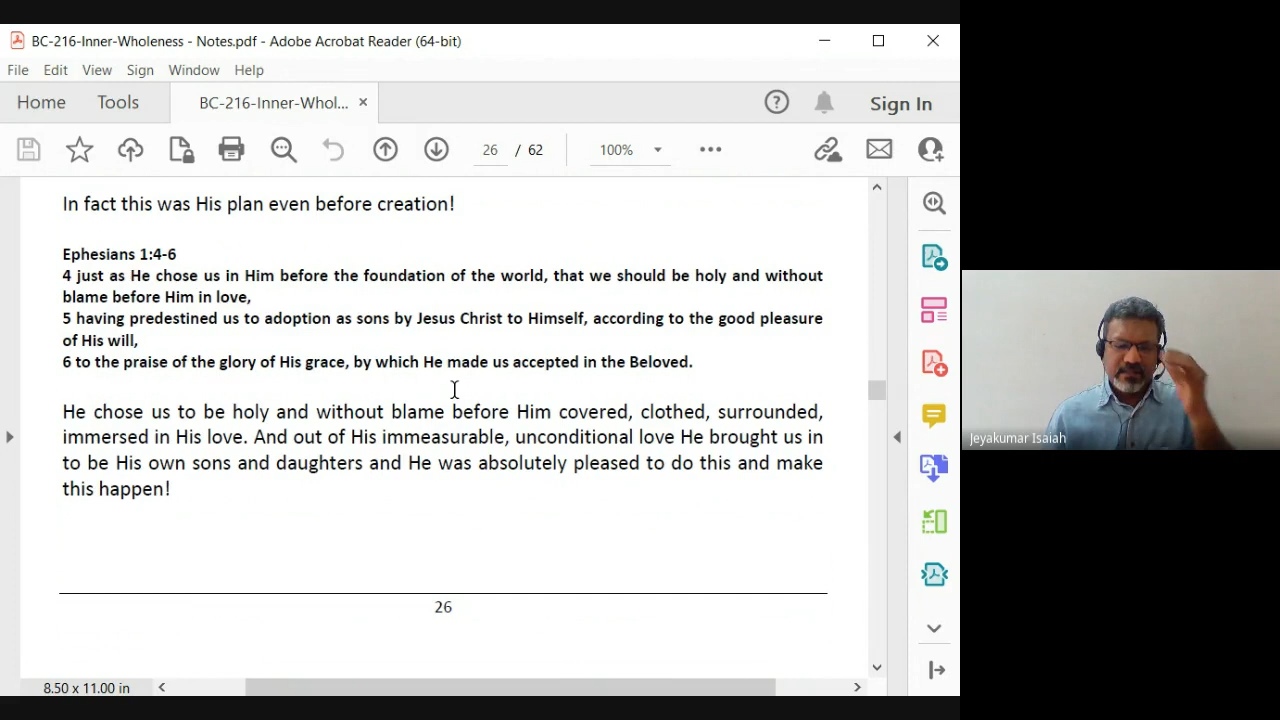 BC-216-Inner-Wholeness - Notes.pdf - Adobe Acrobat Reader (64-bit)
File Edit View Sign Window Help
Home Tools BC-216-Inner-Whol... × Sign In
26 / 62 100%
In fact this was His plan even before creation!
Ephesians 1:4-6
4 just as He chose us in Him before the foundation of the world, that we should be holy and without
blame before Him in love,
5 having predestined us to adoption as sons by Jesus Christ to Himself, according to the good pleasure
of His will,
6 to the praise of the glory of His grace, by which He made us accepted in the Beloved.
He chose us to be holy and without blame before Him covered, clothed, surrounded,
immersed in His love. And out of His immeasurable, unconditional love He brought us in
to be His own sons and daughters and He was absolutely pleased to do this and make
this happen!
26
8.50 x 11.00 in
Jeyakumar Isaiah